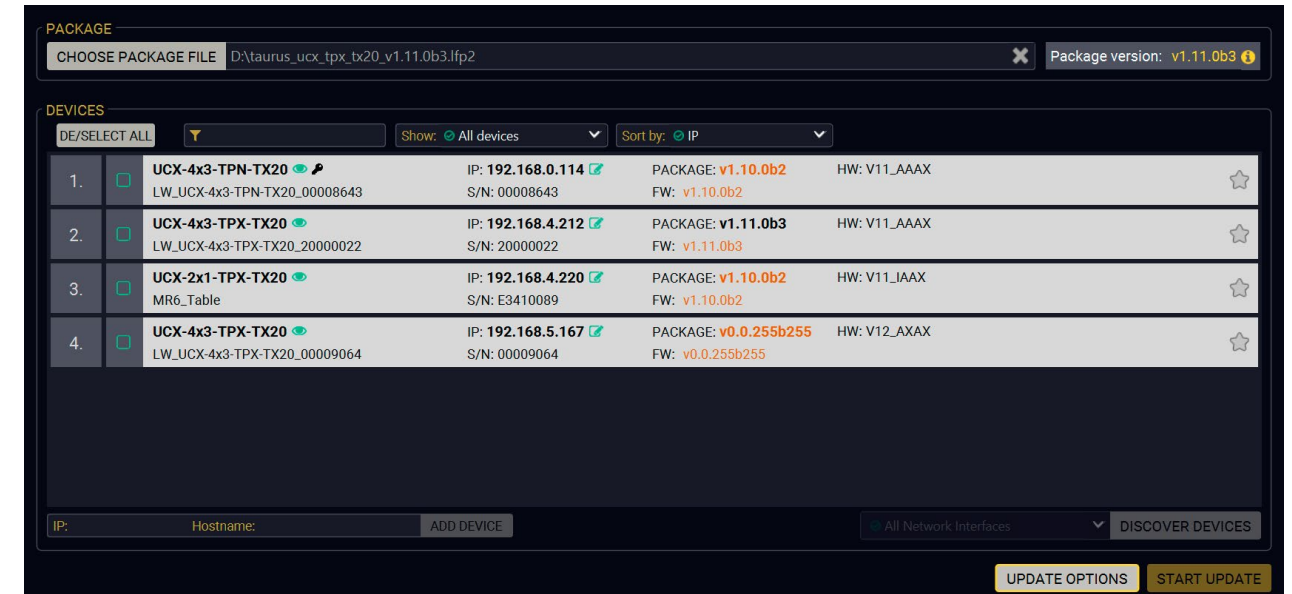 PACKAGE
CHOOSE PACKAGE FILE D:\taurus_ucx_tpx_tx20_v1.11.0b3.lfp2 Package version: v1.11.0b3
DEVICES
DE/SELECT ALL Show: All devices Sort by: IP
1. UCX-4x3-TPN-TX20 IP: 192.168.0.114 PACKAGE: v1.10.0b2 HW: V11_AAAX
LW_UCX-4x3-TPN-TX20_00008643 S/N: 00008643 FW: v1.10.0b2
2. UCX-4x3-TPX-TX20 IP: 192.168.4.212 PACKAGE: v1.11.0b3 HW: V11_AAAX
LW_UCX-4x3-TPX-TX20_20000022 S/N: 20000022 FW: v1.11.0b3
3. UCX-2x1-TPX-TX20 IP: 192.168.4.220 PACKAGE: v1.10.0b2 HW: V11_IAAX
MR6_Table S/N: E3410089 FW: v1.10.0b2
4. UCX-4x3-TPX-TX20 IP: 192.168.5.167 PACKAGE: v0.0.255b255 HW: V12_AXAX
LW_UCX-4x3-TPX-TX20_00009064 S/N: 00009064 FW: v0.0.255b255
IP: Hostname: ADD DEVICE All Network Interfaces DISCOVER DEVICES
UPDATE OPTIONS START UPDATE